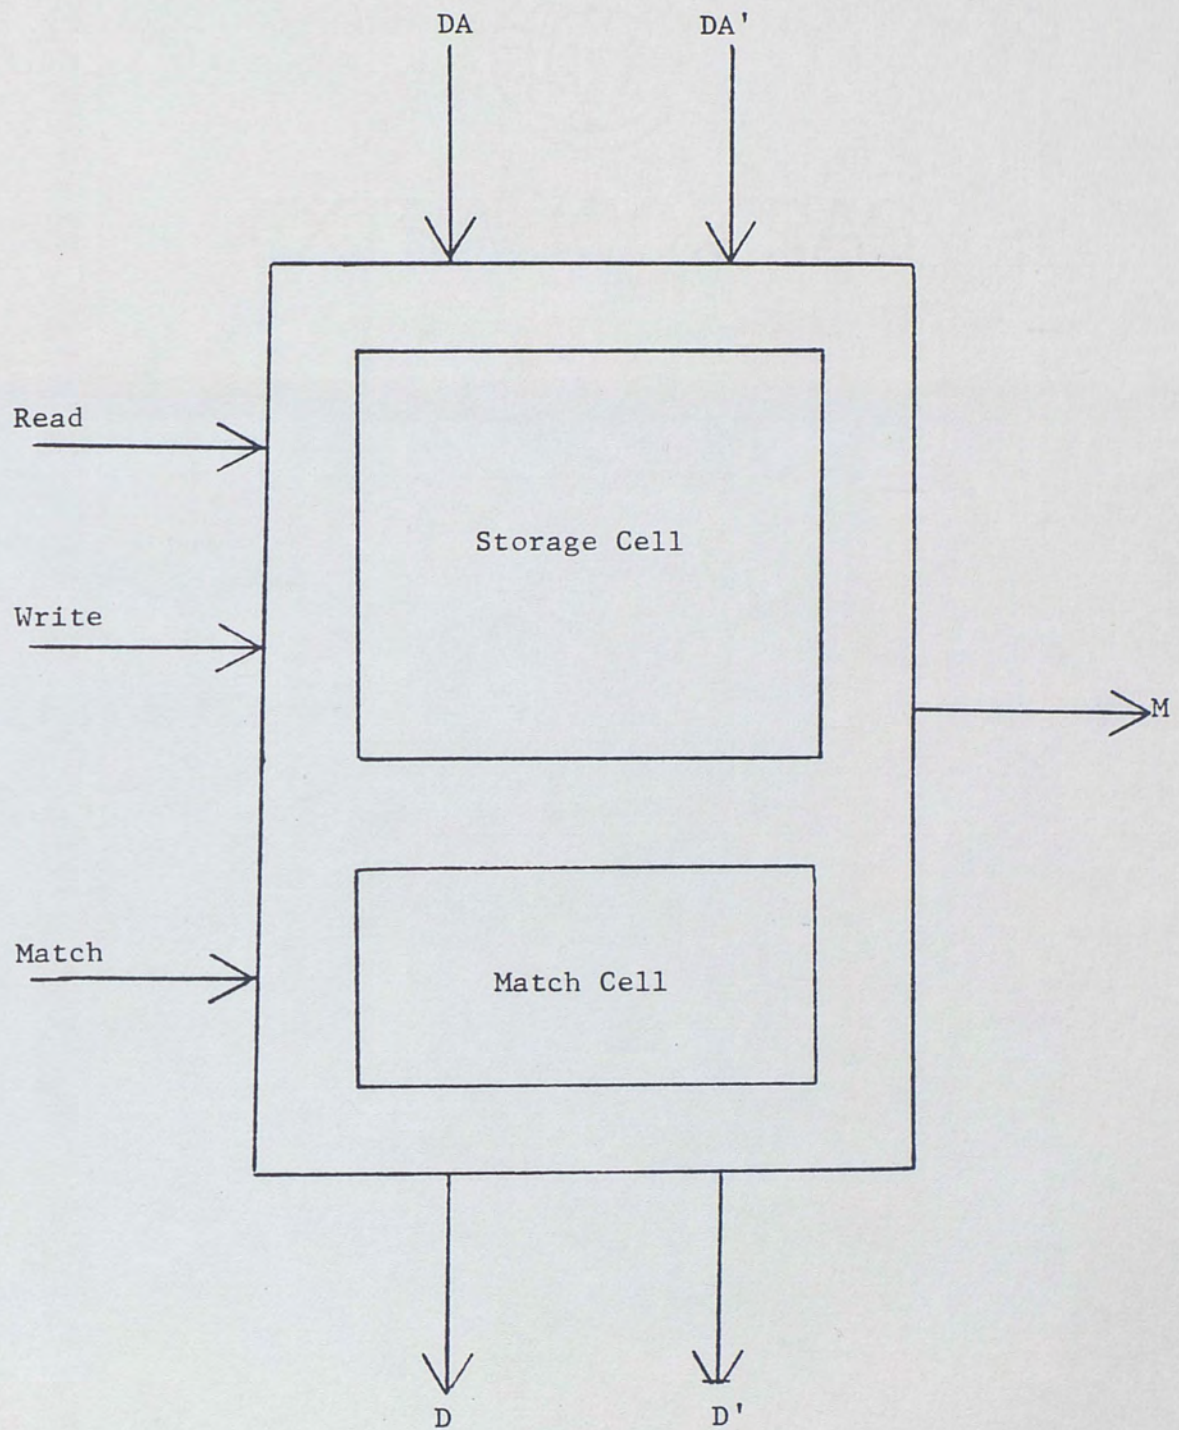 DA DA'
Read
Storage Cell
Write
M
Match
Match Cell
D D'